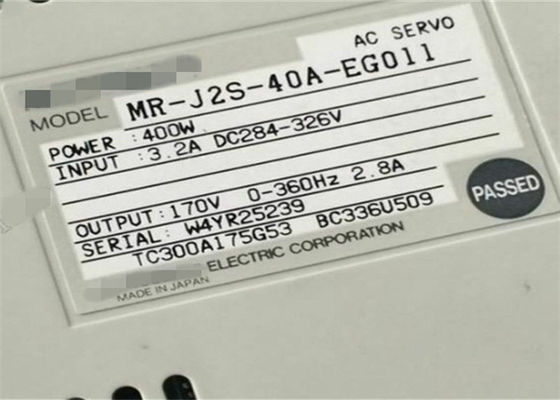 AC SERVO
MODEL MR-J2S-40A-EG011
POWER :400W
INPUT :3.2A DC284-326V
OUTPUT:170V 0-360Hz 2.8A
SERIAL: W4YR25239
TC300A175G53 BC336U509
PASSED
ELECTRIC CORPORATION
MADE IN JAPAN